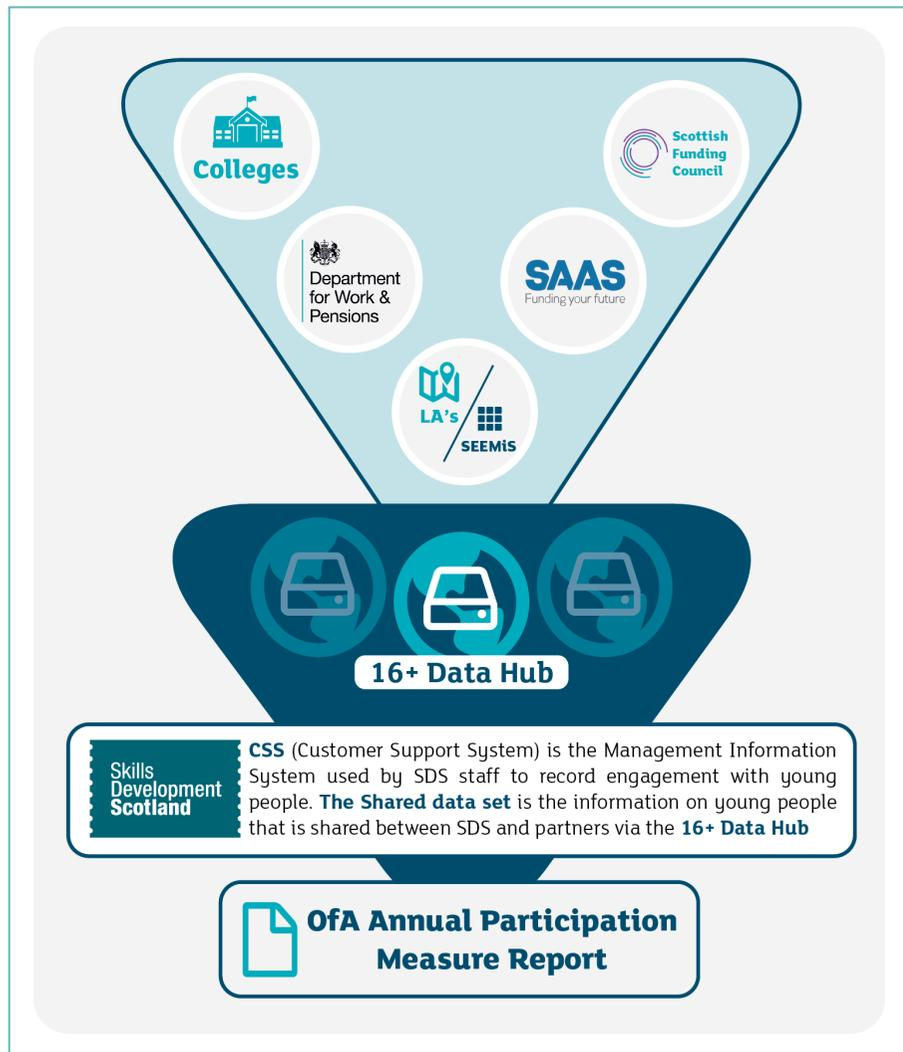 Colleges
Scottish
Funding
Council
Department
for Work &
Pensions
SAAS
Funding your future
LA's
SEEMiS
16+ Data Hub
Skills
Development
Scotland
CSS (Customer Support System) is the Management Information
System used by SDS staff to record engagement with young
people. The Shared data set is the information on young people
that is shared between SDS and partners via the 16+ Data Hub
OfA Annual Participation
Measure Report